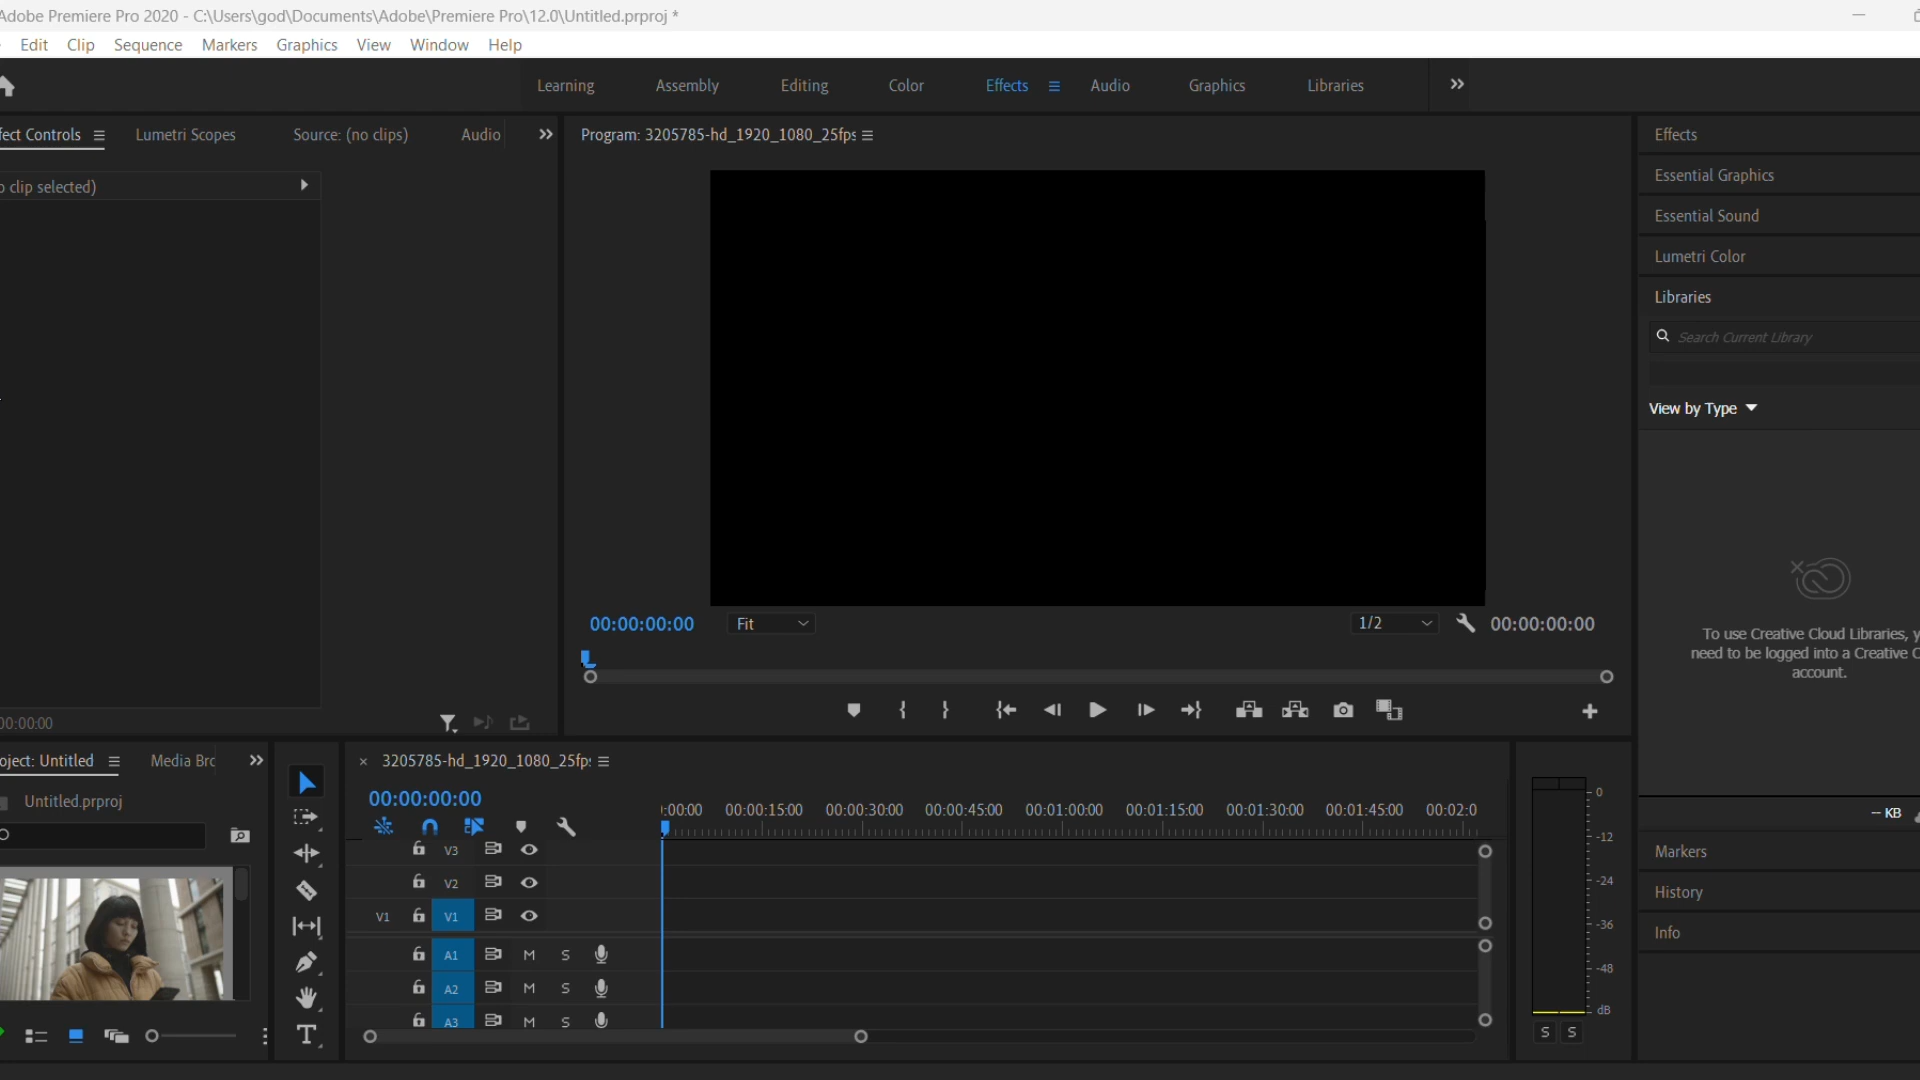 Adobe Premiere Pro 2020 - C:\Users\god\Documents\Adobe\Premiere Pro\12.0\Untitled.prproj *
Edit Clip Sequence Markers Graphics View Window Help
Learning Assembly Editing Color Effects Audio Graphics Libraries
fect Controls Lumetri Scopes Source: (no clips) Audio
Program: 3205785-hd_1920_1080_25fps
Effects
o clip selected)
Essential Graphics
Essential Sound
Lumetri Color
Libraries
Search Current Library
View by Type
To use Creative Cloud Libraries, y
need to be logged into a Creative C
account.
00:00:00:00 Fit 1/2 00:00:00:00
00:00:00
oject: Untitled Media Brc
3205785-hd_1920_1080_25fp:
Untitled.prproj
00:00:00:00
:00:00 00:00:15:00 00:00:30:00 00:00:45:00 00:01:00:00 00:01:15:00 00:01:30:00 00:01:45:00 00:02:0
V3
V2
V1 V1
A1 M S
A2 M S
A3 M S
0
-12
-24
-36
-48
dB
S S
-- KB
Markers
History
Info